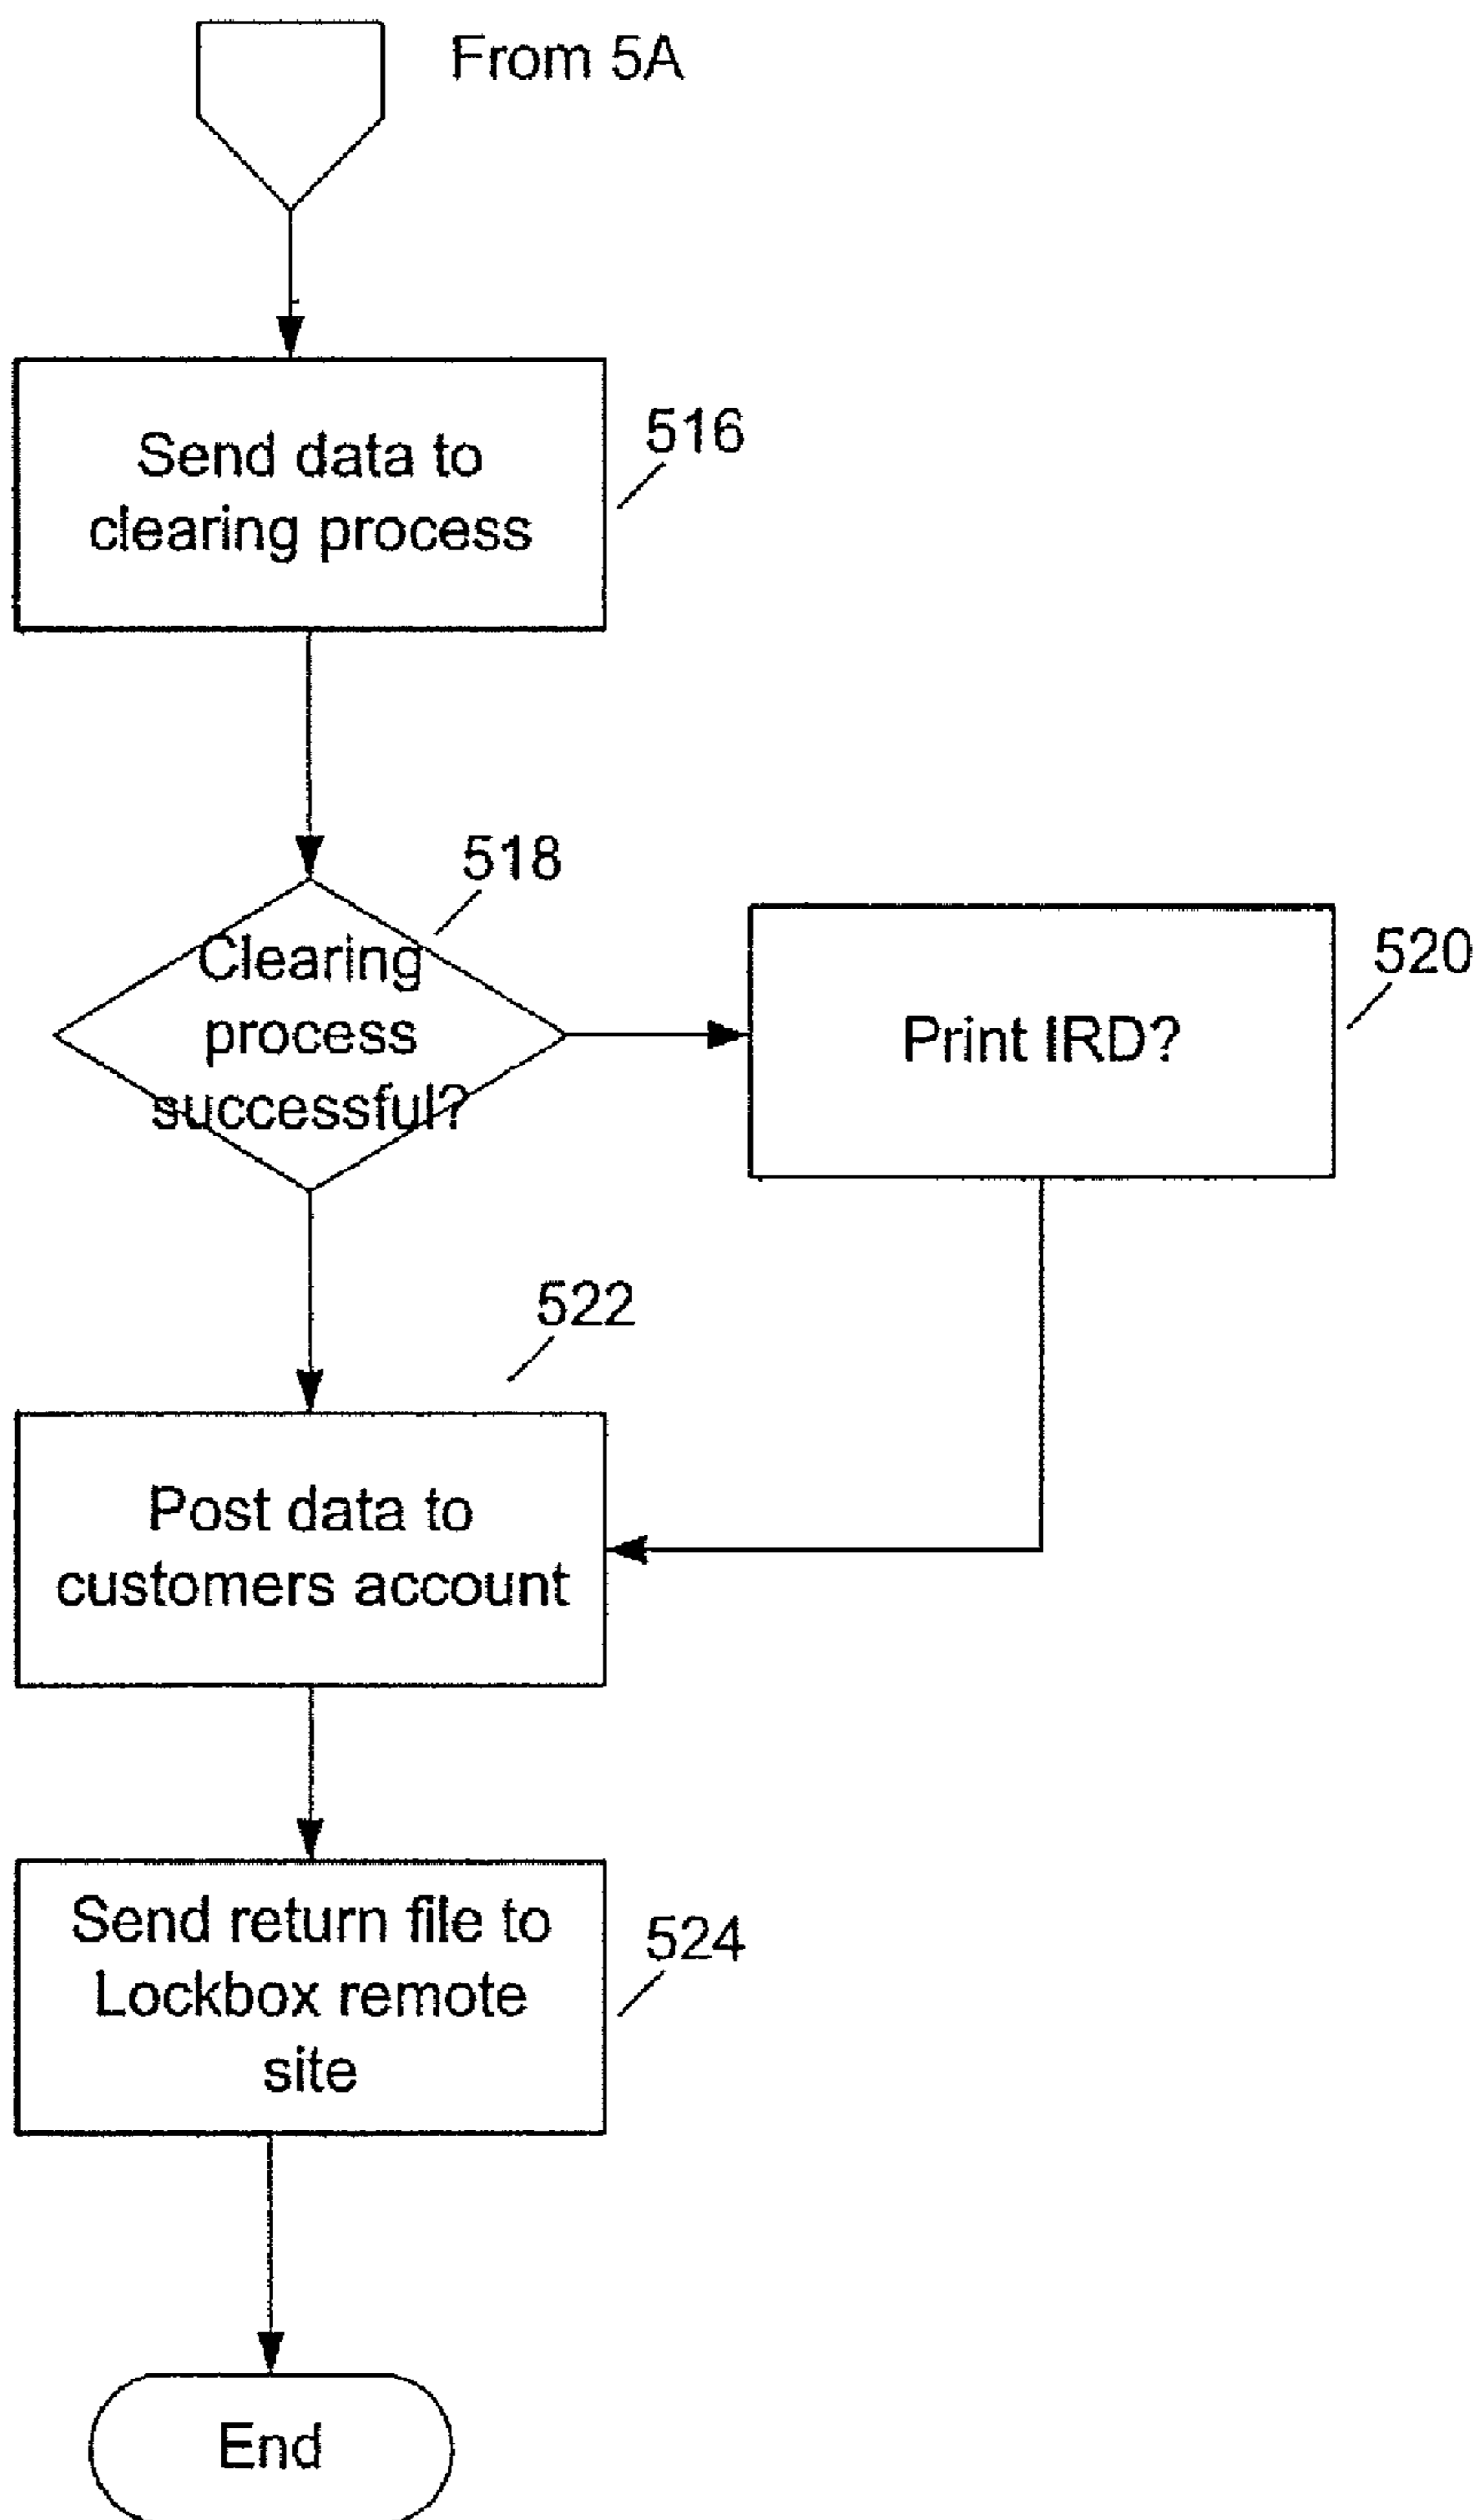 From 5A
Send data to
clearing process
516
518
Clearing
process
successful?
Print IRD?
520
522
Post data to
customers account
Send return file to
Lockbox remote
site
524
End